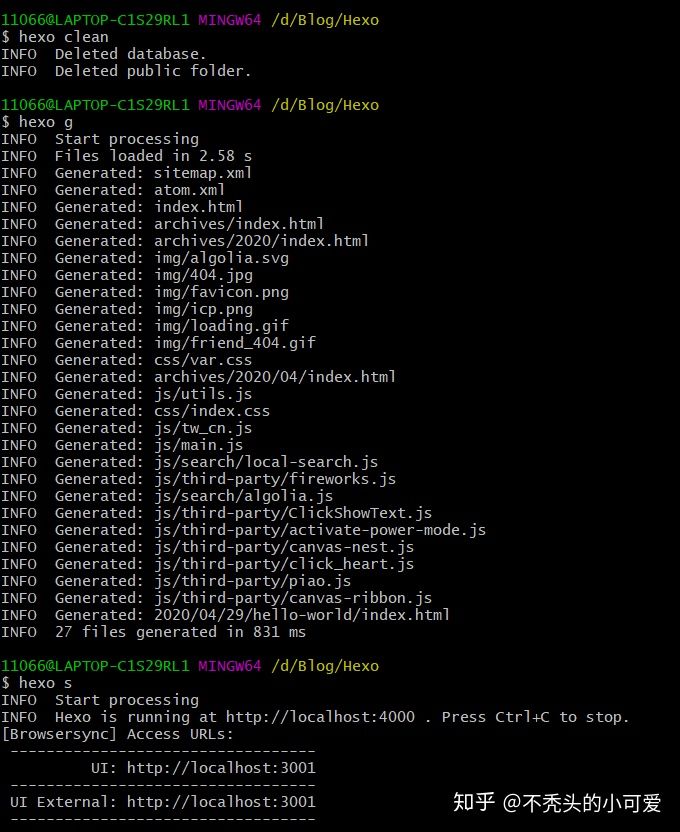 11066@LAPTOP-C1S29RL1 MINGW64 /d/Blog/Hexo
$ hexo clean
INFO  Deleted database.
INFO  Deleted public folder.

11066@LAPTOP-C1S29RL1 MINGW64 /d/Blog/Hexo
$ hexo g
INFO  Start processing
INFO  Files loaded in 2.58 s
INFO  Generated: sitemap.xml
INFO  Generated: atom.xml
INFO  Generated: index.html
INFO  Generated: archives/index.html
INFO  Generated: archives/2020/index.html
INFO  Generated: img/algolia.svg
INFO  Generated: img/404.jpg
INFO  Generated: img/favicon.png
INFO  Generated: img/icp.png
INFO  Generated: img/loading.gif
INFO  Generated: img/friend_404.gif
INFO  Generated: css/var.css
INFO  Generated: archives/2020/04/index.html
INFO  Generated: js/utils.js
INFO  Generated: css/index.css
INFO  Generated: js/tw_cn.js
INFO  Generated: js/main.js
INFO  Generated: js/search/local-search.js
INFO  Generated: js/third-party/fireworks.js
INFO  Generated: js/search/algolia.js
INFO  Generated: js/third-party/ClickShowText.js
INFO  Generated: js/third-party/activate-power-mode.js
INFO  Generated: js/third-party/canvas-nest.js
INFO  Generated: js/third-party/click_heart.js
INFO  Generated: js/third-party/piao.js
INFO  Generated: js/third-party/canvas-ribbon.js
INFO  Generated: 2020/04/29/hello-world/index.html
INFO  27 files generated in 831 ms

11066@LAPTOP-C1S29RL1 MINGW64 /d/Blog/Hexo
$ hexo s
INFO  Start processing
INFO  Hexo is running at http://localhost:4000 . Press Ctrl+C to stop.
[Browsersync] Access URLs:
 ----------------------------------
          UI: http://localhost:3001
 ----------------------------------
 UI External: http://localhost:3001
 ----------------------------------
知乎 @不秃头的小可爱